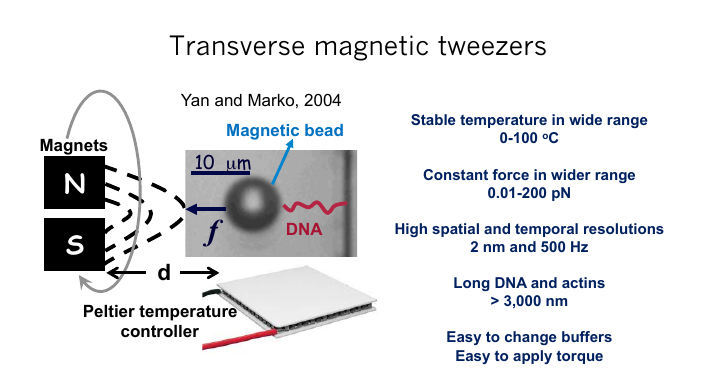 Transverse magnetic tweezers
Yan and Marko, 2004
Magnetic bead
Magnets
N
S
10 μm
f
DNA
d
Peltier temperature
controller
Stable temperature in wide range
0-100 ºC
Constant force in wider range
0.01-200 pN
High spatial and temporal resolutions
2 nm and 500 Hz
Long DNA and actins
> 3,000 nm
Easy to change buffers
Easy to apply torque